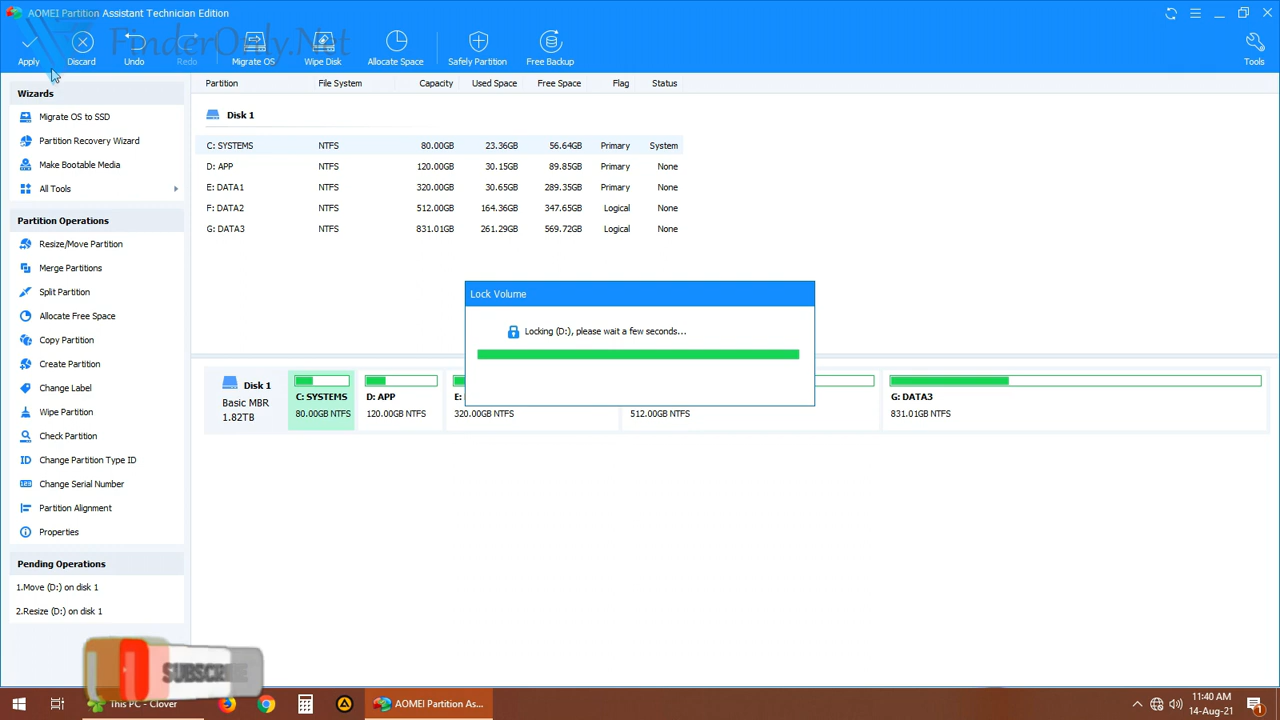 AOMEI Partition Assistant Technician Edition
FinderOnly.Net
Apply Discard Undo Redo Migrate OS Wipe Disk Allocate Space Safely Partition Free Backup Tools
Wizards
Migrate OS to SSD
Partition Recovery Wizard
Make Bootable Media
All Tools
Partition Operations
Resize/Move Partition
Merge Partitions
Split Partition
Allocate Free Space
Copy Partition
Create Partition
Change Label
Wipe Partition
Check Partition
Change Partition Type ID
Change Serial Number
Partition Alignment
Properties
Pending Operations
1.Move (D:) on disk 1
2.Resize (D:) on disk 1
Partition File System Capacity Used Space Free Space Flag Status
Disk 1
C: SYSTEMS NTFS 80.00GB 23.36GB 56.64GB Primary System
D: APP NTFS 120.00GB 30.15GB 89.85GB Primary None
E: DATA1 NTFS 320.00GB 30.65GB 289.35GB Primary None
F: DATA2 NTFS 512.00GB 164.36GB 347.65GB Logical None
G: DATA3 NTFS 831.01GB 261.29GB 569.72GB Logical None
Lock Volume
Locking (D:), please wait a few seconds...
Disk 1
Basic MBR
1.82TB
C: SYSTEMS
80.00GB NTFS
D: APP
120.00GB NTFS
E:
320.00GB NTFS
512.00GB NTFS
G: DATA3
831.01GB NTFS
SUBSCRIBE
This PC - Clover
AOMEI Partition As...
11:40 AM
14-Aug-21
1